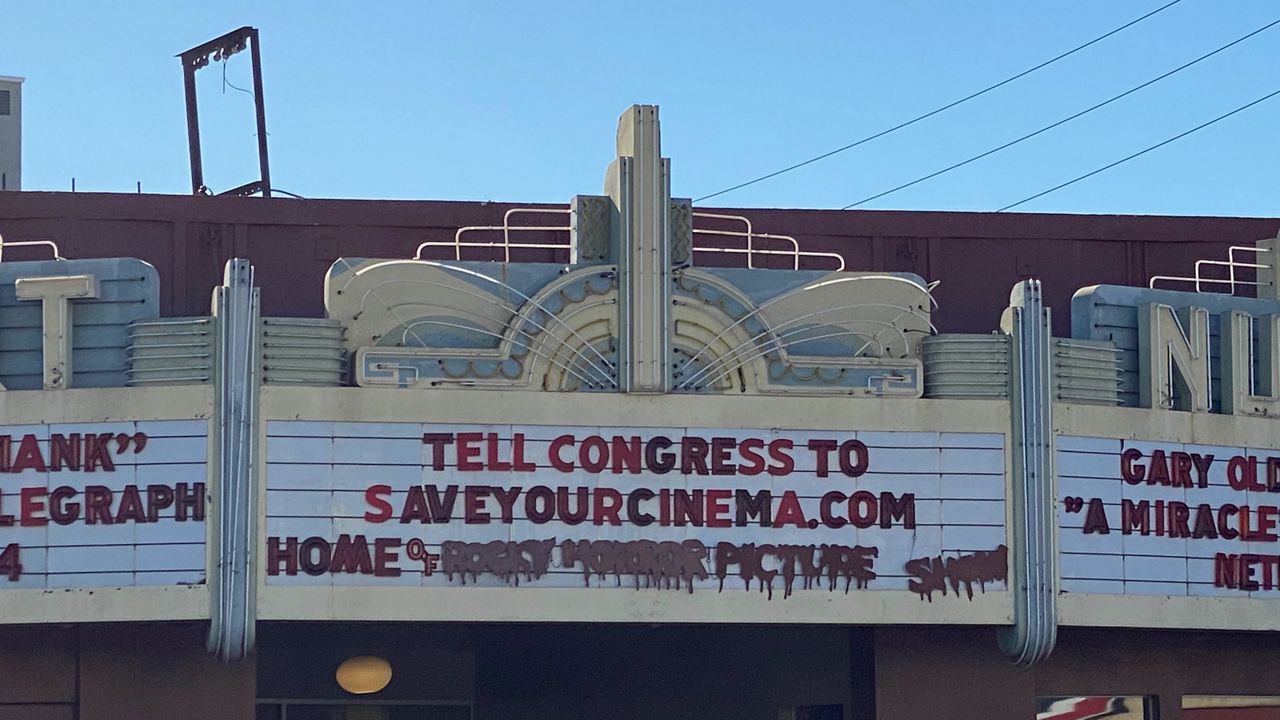 T
NU
MANK”
LEGRAPH
4
TELL CONGRESS TO
SAVEYOURCINEMA.COM
HOME OF ROCKY HORROR PICTURE SHOW
GARY OLD
”A MIRACLE
NET